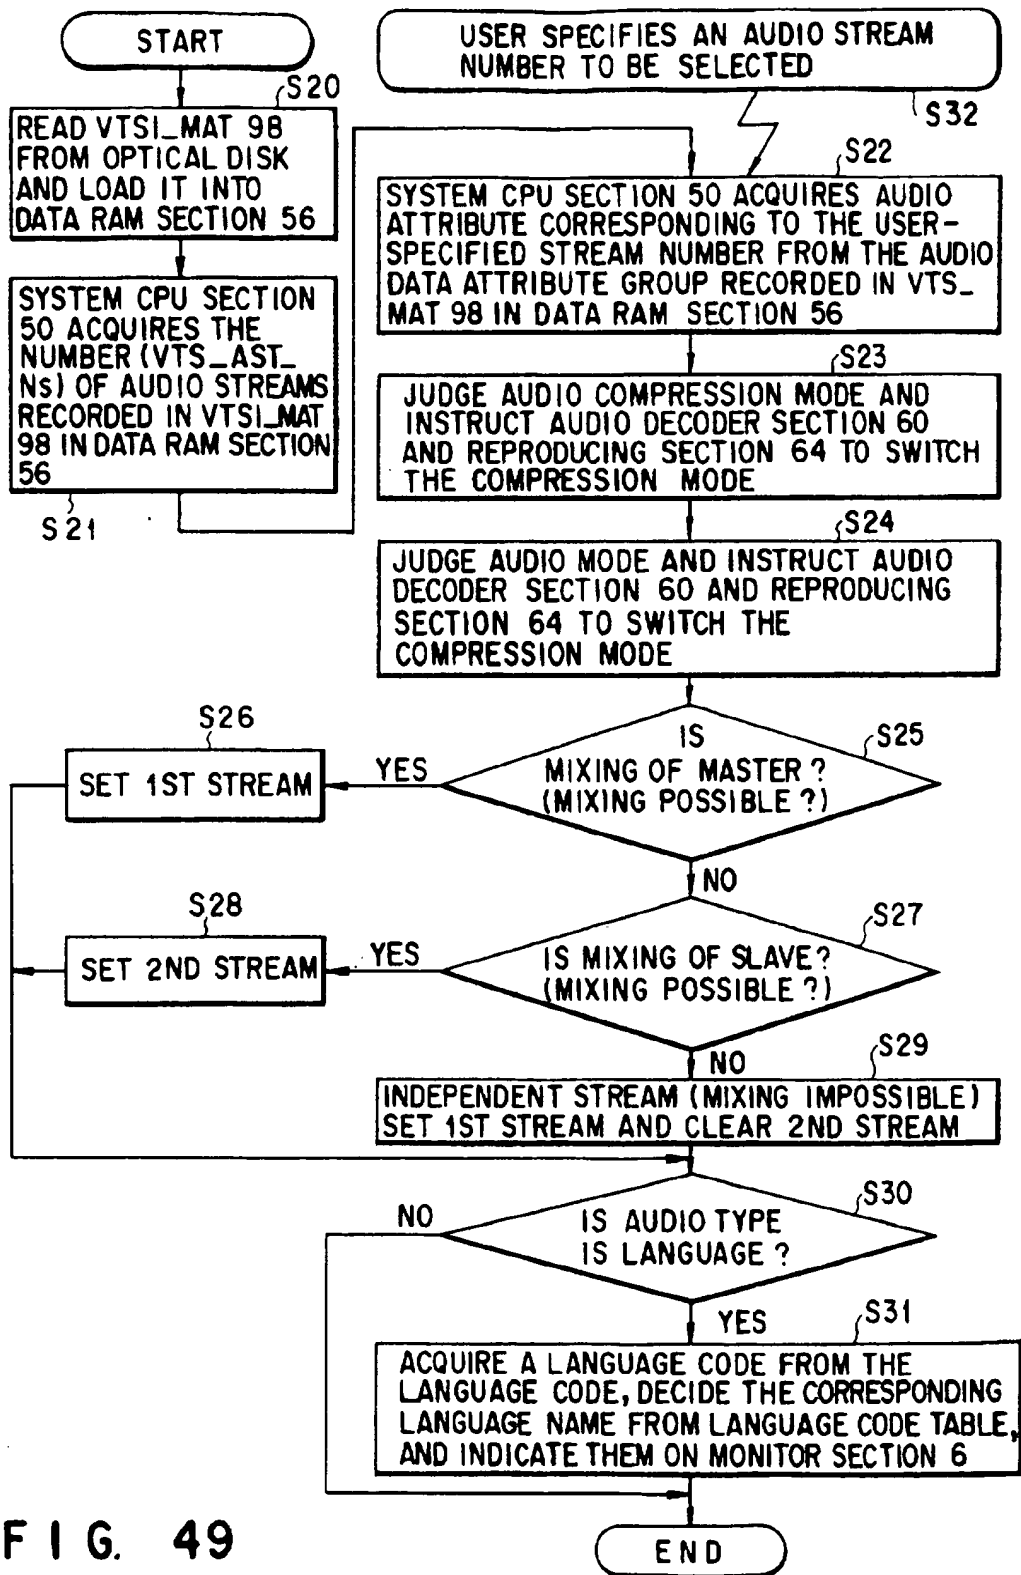 START
S20
READ VTSI_MAT 98
FROM OPTICAL DISK
AND LOAD IT INTO
DATA RAM SECTION 56
SYSTEM CPU SECTION
50 ACQUIRES THE
NUMBER (VTS_AST_
Ns) OF AUDIO STREAMS
RECORDED IN VTSI_MAT
98 IN DATA RAM SECTION
56
S21
USER SPECIFIES AN AUDIO STREAM
NUMBER TO BE SELECTED
S32
S22
SYSTEM CPU SECTION 50 ACQUIRES AUDIO
ATTRIBUTE CORRESPONDING TO THE USER-
SPECIFIED STREAM NUMBER FROM THE AUDIO
DATA ATTRIBUTE GROUP RECORDED IN VTS_
MAT 98 IN DATA RAM SECTION 56
S23
JUDGE AUDIO COMPRESSION MODE AND
INSTRUCT AUDIO DECODER SECTION 60
AND REPRODUCING SECTION 64 TO SWITCH
THE COMPRESSION MODE
S24
JUDGE AUDIO MODE AND INSTRUCT AUDIO
DECODER SECTION 60 AND REPRODUCING
SECTION 64 TO SWITCH THE
COMPRESSION MODE
S25
IS
MIXING OF MASTER?
(MIXING POSSIBLE?)
YES
S26
SET 1ST STREAM
NO
S27
IS MIXING OF SLAVE?
(MIXING POSSIBLE?)
YES
S28
SET 2ND STREAM
NO
S29
INDEPENDENT STREAM (MIXING IMPOSSIBLE)
SET 1ST STREAM AND CLEAR 2ND STREAM
S30
IS AUDIO TYPE
IS LANGUAGE?
NO
YES
S31
ACQUIRE A LANGUAGE CODE FROM THE
LANGUAGE CODE, DECIDE THE CORRESPONDING
LANGUAGE NAME FROM LANGUAGE CODE TABLE,
AND INDICATE THEM ON MONITOR SECTION 6
END
FIG. 49